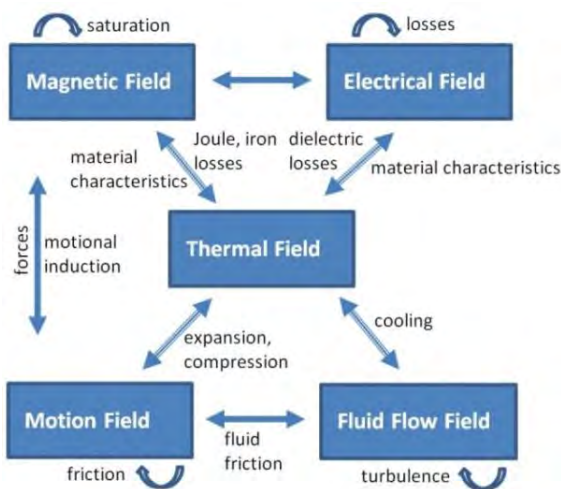 saturation
losses
Magnetic Field
Electrical Field
Joule, iron
losses
dielectric
losses
material
characteristics
material characteristics
forces
motional
induction
Thermal Field
expansion,
compression
cooling
Motion Field
Fluid Flow Field
fluid
friction
friction
turbulence